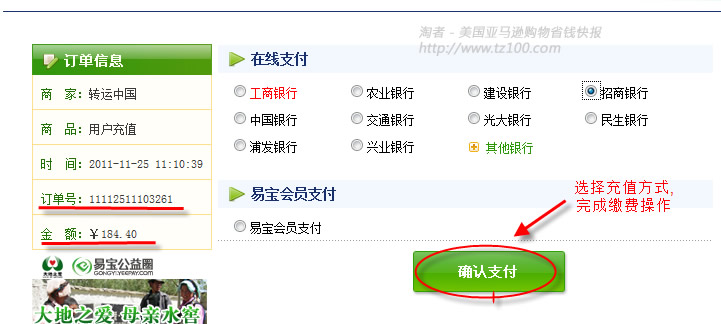 淘者 - 美国亚马逊购物省钱快报
http://www.tz100.com
订单信息
商 家：转运中国
商 品：用户充值
时 间：2011-11-25 11:10:39
订单号：11112511103261
金 额：￥184.40
易宝公益圈
GONGYI.YEEPAY.COM
大地之爱 母亲水窖
在线支付
工商银行 农业银行 建设银行 招商银行
中国银行 交通银行 光大银行 民生银行
浦发银行 兴业银行 其他银行
易宝会员支付
易宝会员支付
选择充值方式,
完成缴费操作
确认支付